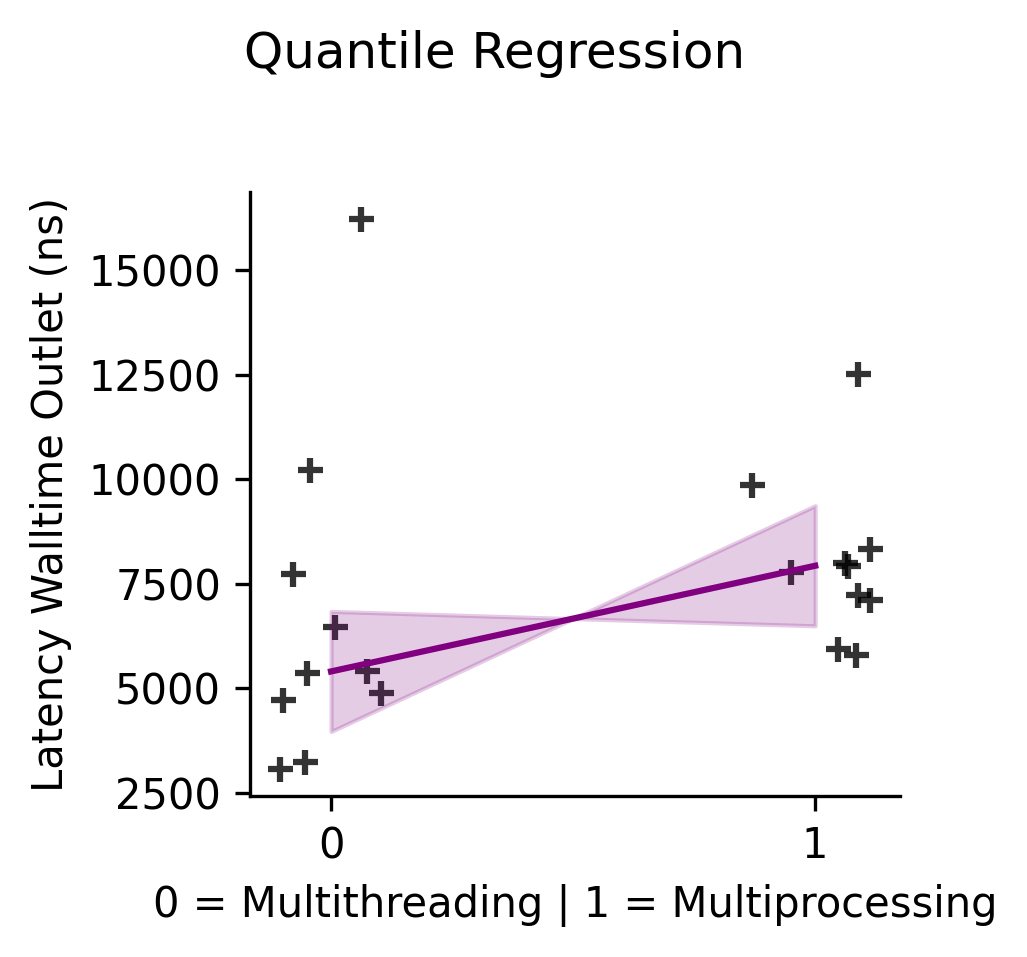 Quantile Regression
Latency Walltime Outlet (ns)
15000
12500
10000
7500
5000
2500
0 1
0 = Multithreading | 1 = Multiprocessing